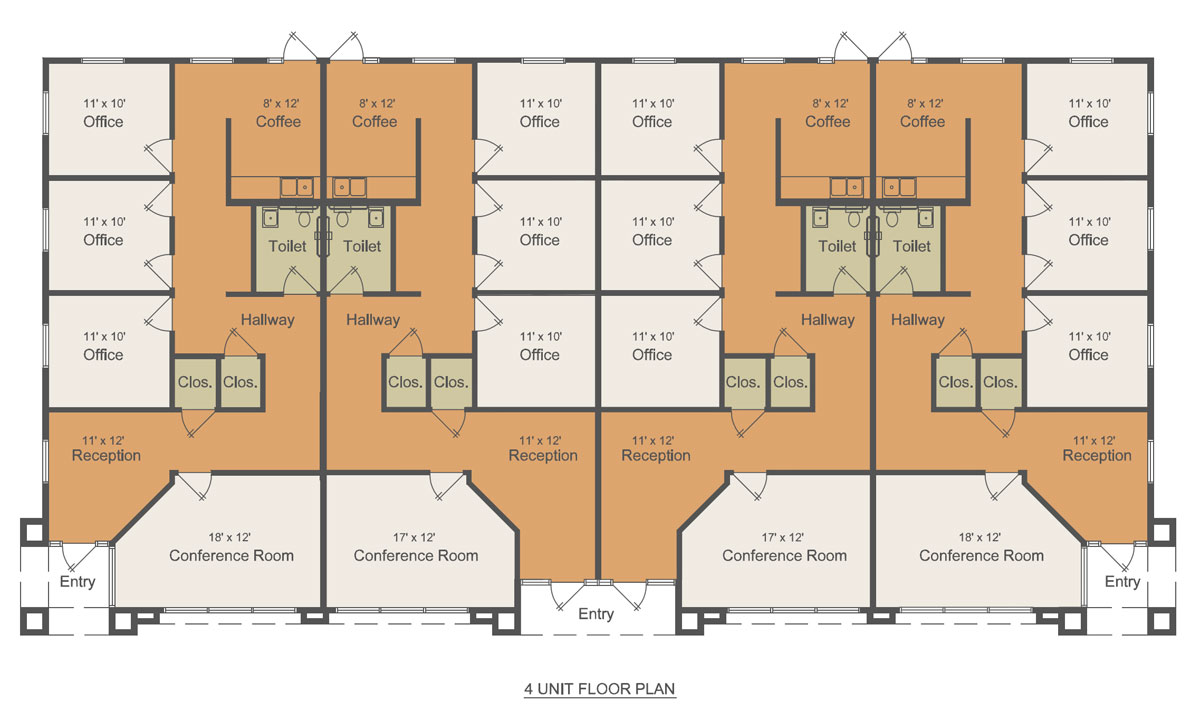 11' x 10'
Office
8' x 12'
Coffee
8' x 12'
Coffee
11' x 10'
Office
11' x 10'
Office
8' x 12'
Coffee
8' x 12'
Coffee
11' x 10'
Office
11' x 10'
Office
Toilet
Toilet
11' x 10'
Office
11' x 10'
Office
Toilet
Toilet
11' x 10'
Office
11' x 10'
Office
Hallway
Hallway
11' x 10'
Office
11' x 10'
Office
Hallway
Hallway
11' x 10'
Office
Clos.
Clos.
Clos.
Clos.
Clos.
Clos.
Clos.
Clos.
11' x 12'
Reception
11' x 12'
Reception
11' x 12'
Reception
11' x 12'
Reception
18' x 12'
Conference Room
17' x 12'
Conference Room
17' x 12'
Conference Room
18' x 12'
Conference Room
Entry
Entry
Entry
4 UNIT FLOOR PLAN